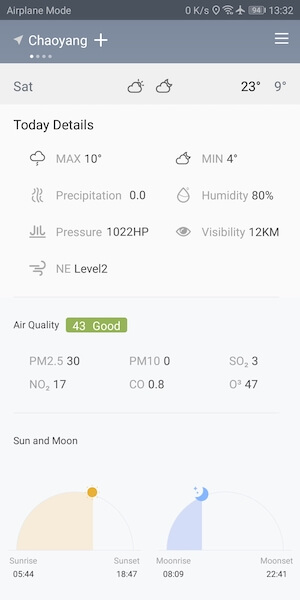 Airplane Mode 0 K/s 94 13:32
Chaoyang
Sat 23° 9°
Today Details
MAX 10° MIN 4°
Precipitation 0.0 Humidity 80%
Pressure 1022HP Visibility 12KM
NE Level2
Air Quality 43 Good
PM2.5 30 PM10 0 SO₂ 3
NO₂ 17 CO 0.8 O³ 47
Sun and Moon
Sunrise Sunset Moonrise Moonset
05:44 18:47 08:09 22:41